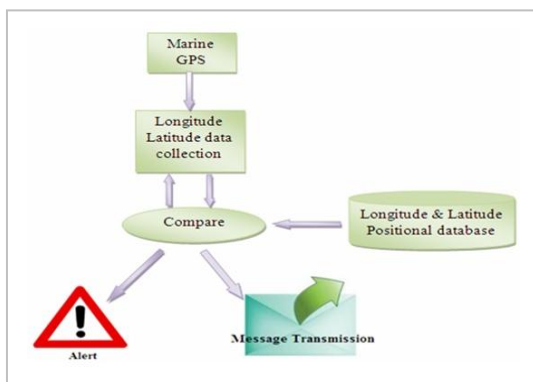 Marine
GPS
Longitude
Latitude data
collection
Compare
Longitude & Latitude
Positional database
Alert
Message Transmission